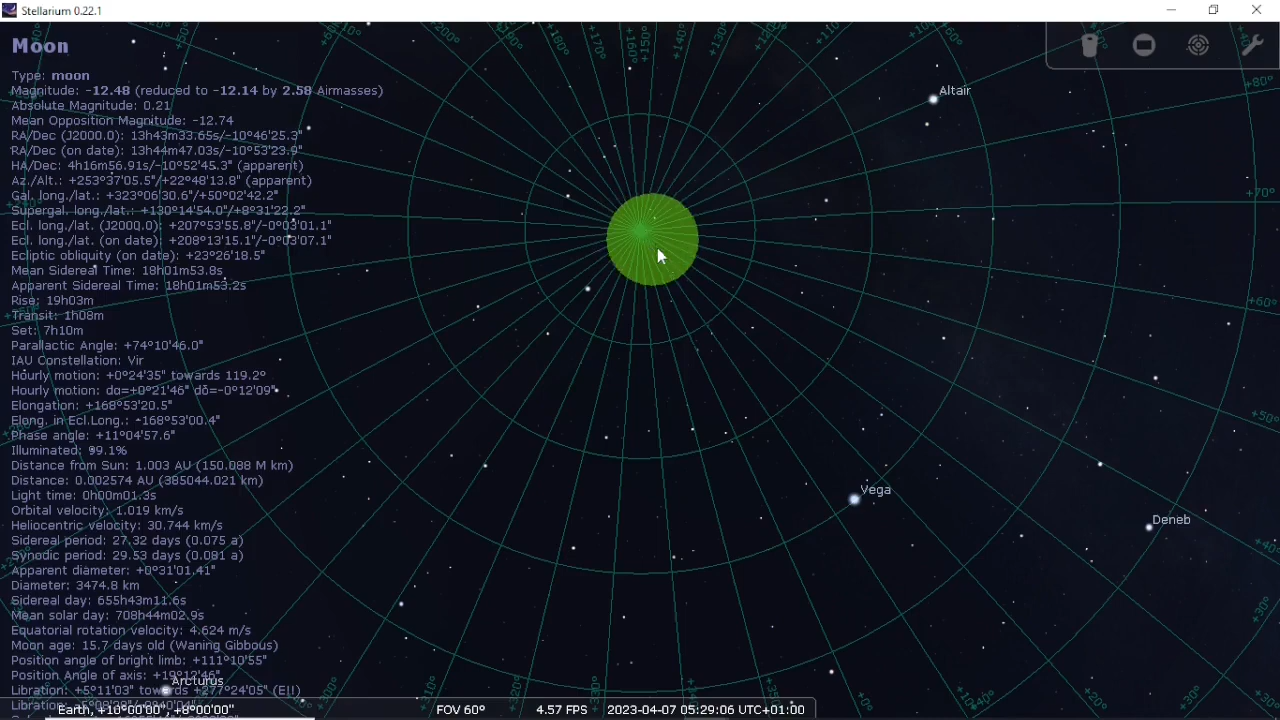 Stellarium 0.22.1
Moon
Type: moon
Magnitude: -12.48 (reduced to -12.14 by 2.58 Airmasses)
Absolute Magnitude: 0.21
Mean Opposition Magnitude: -12.74
RA/Dec (J2000.0): 13h43m33.65s/-10°46'25.3"
RA/Dec (on date): 13h44m47.03s/-10°53'23.9"
HA/Dec: 4h16m56.91s/-10°52'45.3" (apparent)
Az./Alt.: +253°37'05.5"/+22°48'13.8" (apparent)
Gal. long./lat.: +323°06'30.6"/+50°02'42.2"
Supergal. long./lat.: +130°14'54.0"/+8°31'22.2"
Ecl. long./lat. (J2000.0): +207°53'55.8"/-0°03'01.1"
Ecl. long./lat. (on date): +208°13'15.1"/-0°03'07.1"
Ecliptic obliquity (on date): +23°26'18.5"
Mean Sidereal Time: 18h01m53.8s
Apparent Sidereal Time: 18h01m53.2s
Rise: 19h03m
Transit: 1h08m
Set: 7h10m
Parallactic Angle: +74°10'46.0"
IAU Constellation: Vir
Hourly motion: +0°24'35" towards 119.2°
Hourly motion: dα=+0°21'46" dδ=-0°12'09"
Elongation: +168°53'20.5"
Elong. in Ecl.Long.: -168°53'00.4"
Phase angle: +11°04'57.6"
Illuminated: 99.1%
Distance from Sun: 1.003 AU (150.088 M km)
Distance: 0.002574 AU (385044.021 km)
Light time: 0h00m01.3s
Orbital velocity: 1.019 km/s
Heliocentric velocity: 30.744 km/s
Sidereal period: 27.32 days (0.075 a)
Synodic period: 29.53 days (0.081 a)
Apparent diameter: +0°31'01.41"
Diameter: 3474.8 km
Sidereal day: 655h43m11.6s
Mean solar day: 708h44m02.9s
Equatorial rotation velocity: 4.624 m/s
Moon age: 15.7 days old (Waning Gibbous)
Position angle of bright limb: +111°10'55"
Position Angle of axis: +19°12'46"
Libration: +5°11'03" towards +277°24'05" (E!!)
Libration:
Altair
Vega
Deneb
Arcturus
+200°
+180°
+170°
+160°
+150°
+140°
+80°
+70°
+60°
+50°
+40°
+30°
+20°
Earth, +13°00'00", +8°00'00"
FOV 60°
4.57 FPS
2023-04-07 05:29:06 UTC+01:00